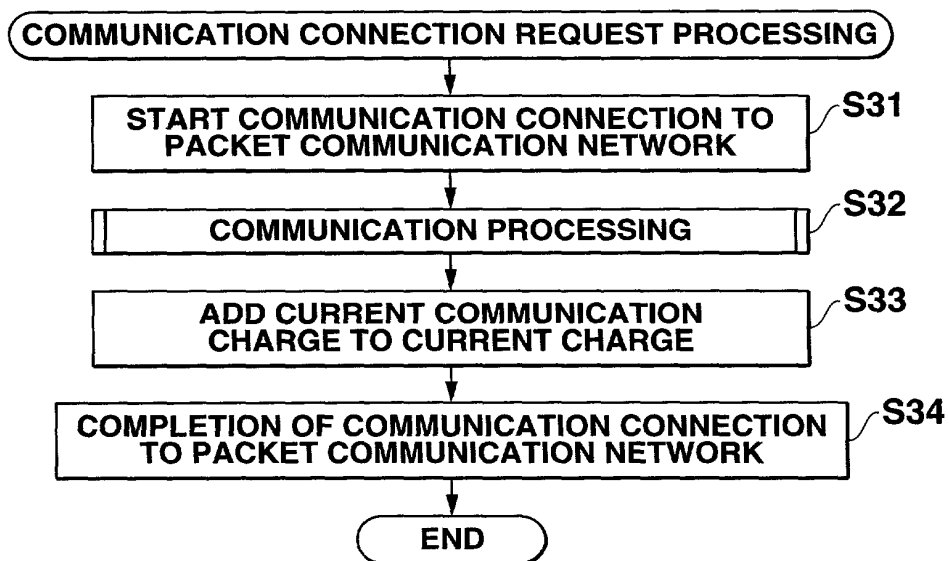 COMMUNICATION CONNECTION REQUEST PROCESSING
START COMMUNICATION CONNECTION TO
PACKET COMMUNICATION NETWORK
S31
COMMUNICATION PROCESSING
S32
ADD CURRENT COMMUNICATION
CHARGE TO CURRENT CHARGE
S33
COMPLETION OF COMMUNICATION CONNECTION
TO PACKET COMMUNICATION NETWORK
S34
END